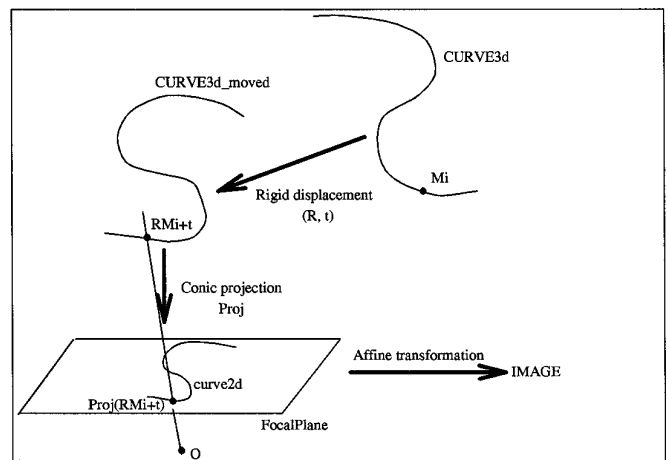 CURVE3d
CURVE3d_moved
Mi
Rigid displacement
(R, t)
RMi+t
Conic projection
Proj
Affine transformation
IMAGE
curve2d
Proj(RMi+t)
FocalPlane
O